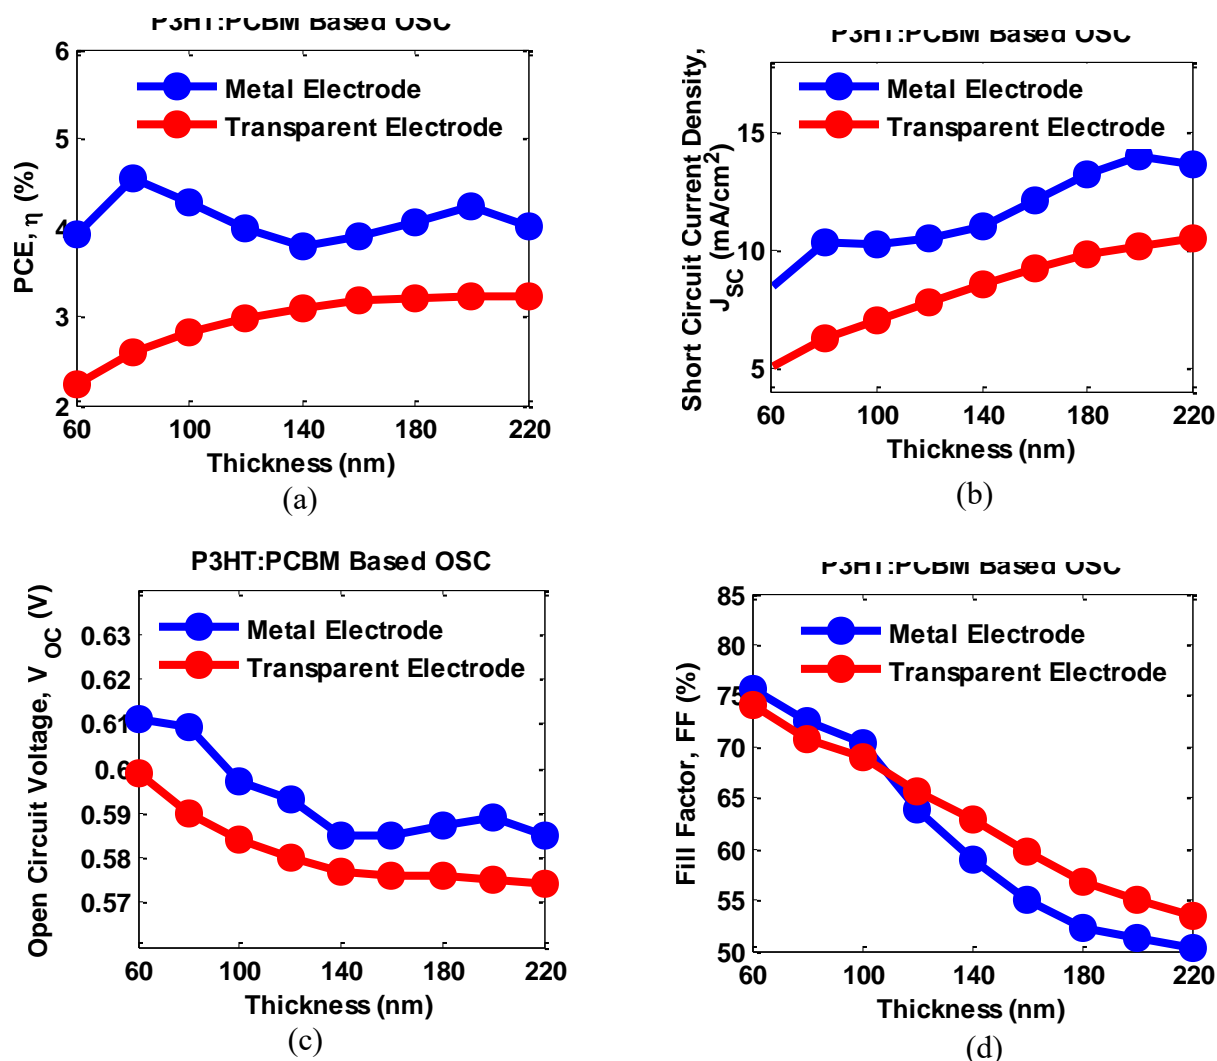 P3HT:PCBM Based OSC
PCE, η (%)
6
5
4
3
2
Metal Electrode
Transparent Electrode
60 100 140 180 220
Thickness (nm)
(a)
P3HT:PCBM Based OSC
Short Circuit Current Density,
J_SC (mA/cm²)
15
10
5
Metal Electrode
Transparent Electrode
60 100 140 180 220
Thickness (nm)
(b)
P3HT:PCBM Based OSC
Open Circuit Voltage, V_OC (V)
0.63
0.62
0.61
0.6
0.59
0.58
0.57
Metal Electrode
Transparent Electrode
60 100 140 180 220
Thickness (nm)
(c)
P3HT:PCBM Based OSC
Fill Factor, FF (%)
85
80
75
70
65
60
55
50
Metal Electrode
Transparent Electrode
60 100 140 180 220
Thickness (nm)
(d)